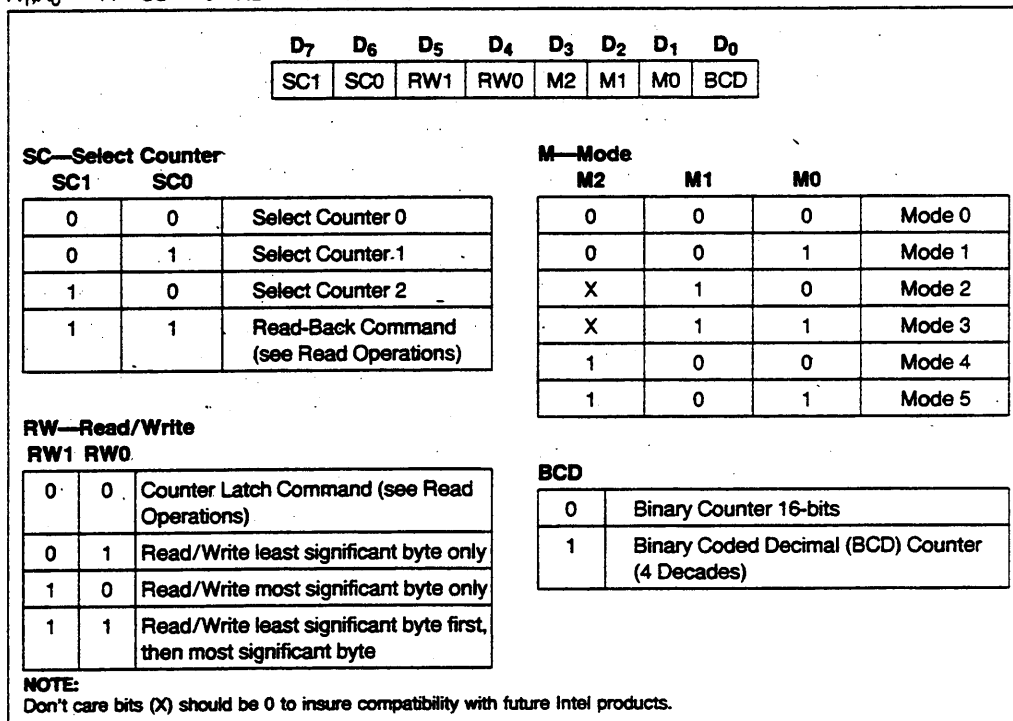 D7 D6 D5 D4 D3 D2 D1 D0
SC1 SC0 RW1 RW0 M2 M1 M0 BCD
SC—Select Counter
SC1 SC0
0 0 Select Counter 0
0 1 Select Counter 1
1 0 Select Counter 2
1 1 Read-Back Command
(see Read Operations)
RW—Read/Write
RW1 RW0
0 0 Counter Latch Command (see Read
Operations)
0 1 Read/Write least significant byte only
1 0 Read/Write most significant byte only
1 1 Read/Write least significant byte first,
then most significant byte
M—Mode
M2 M1 M0
0 0 0 Mode 0
0 0 1 Mode 1
X 1 0 Mode 2
X 1 1 Mode 3
1 0 0 Mode 4
1 0 1 Mode 5
BCD
0 Binary Counter 16-bits
1 Binary Coded Decimal (BCD) Counter
(4 Decades)
NOTE:
Don't care bits (X) should be 0 to insure compatibility with future Intel products.